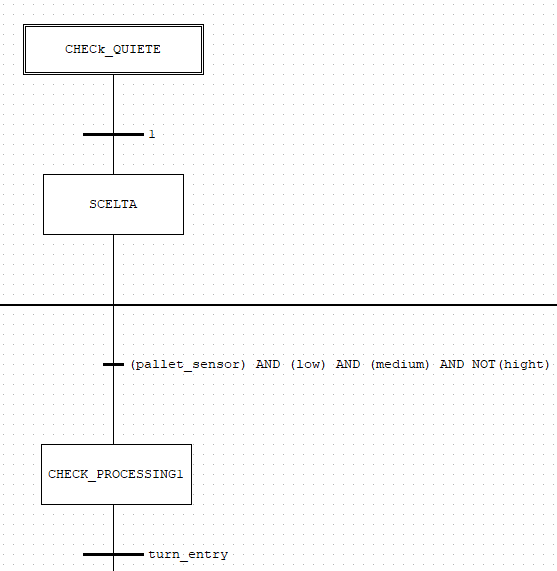 CHECk_QUIETE
1
SCELTA
(pallet_sensor) AND (low) AND (medium) AND NOT(hight)
CHECK_PROCESSING1
turn_entry